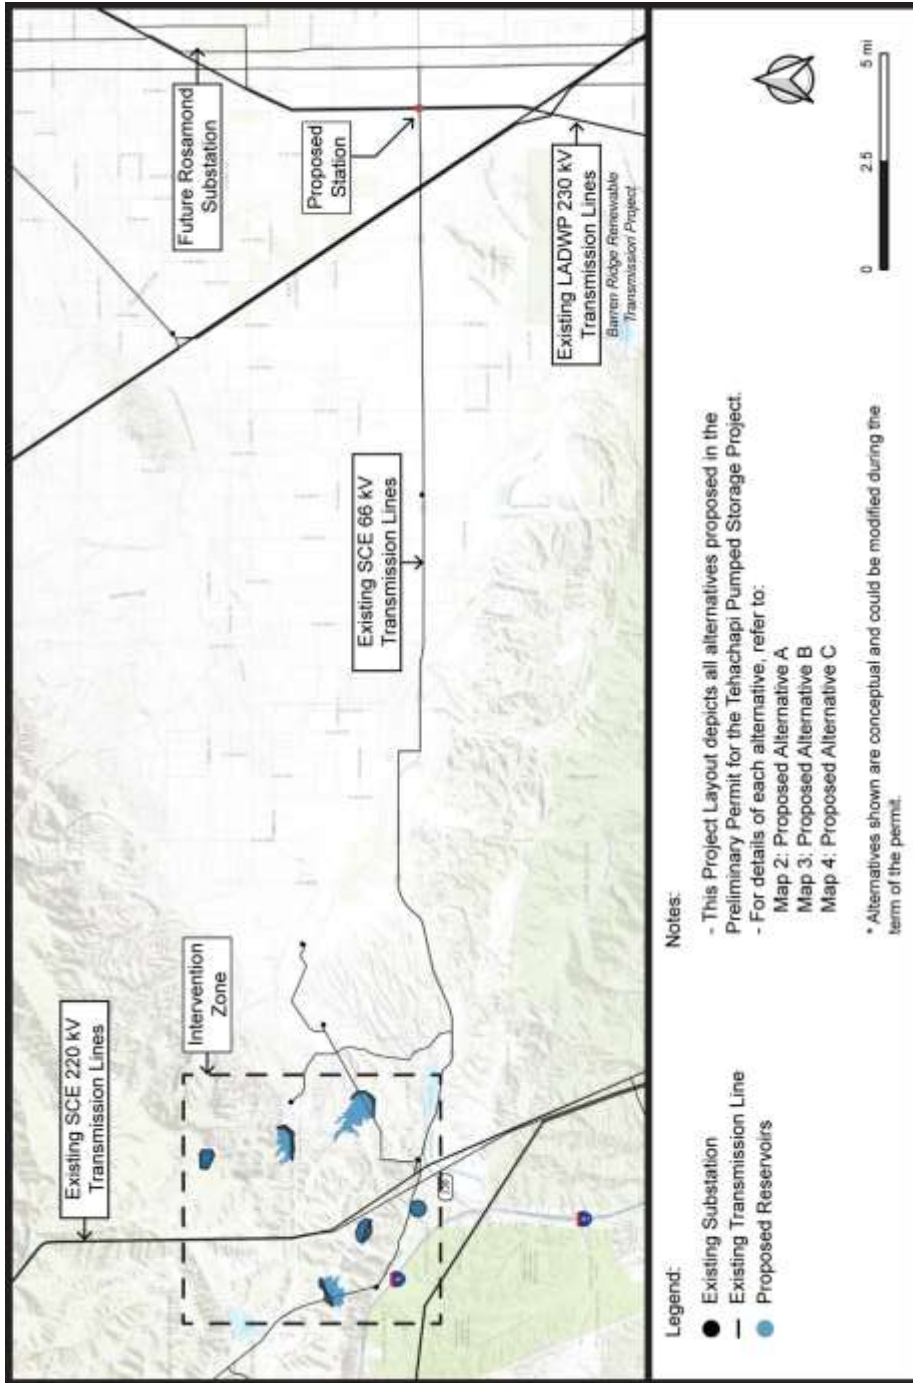 Existing SCE 220 kV
Transmission Lines
Intervention
Zone
Existing SCE 66 kV
Transmission Lines
Future Rosamond
Substation
Proposed
Station
Existing LADWP 230 kV
Transmission Lines
Barren Ridge Renewable
Transmission Project
Legend:
Existing Substation
Existing Transmission Line
Proposed Reservoirs
Notes:
- This Project Layout depicts all alternatives proposed in the
Preliminary Permit for the Tehachapi Pumped Storage Project.
- For details of each alternative, refer to:
Map 2: Proposed Alternative A
Map 3: Proposed Alternative B
Map 4: Proposed Alternative C
* Alternatives shown are conceptual and could be modified during the
term of the permit.
0 2.5 5 mi